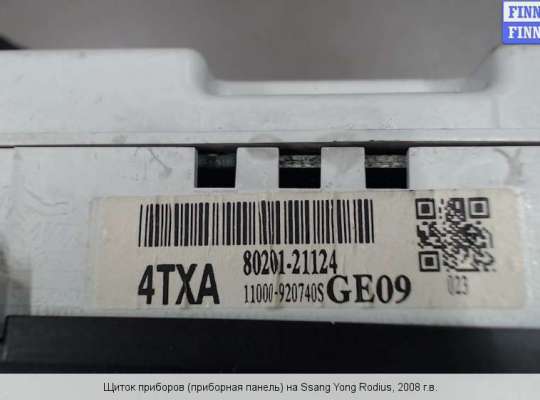 FINN
FINN
80201-21124
4TXA
11000-920740S GE09
023
Щиток приборов (приборная панель) на Ssang Yong Rodius, 2008 г.в.